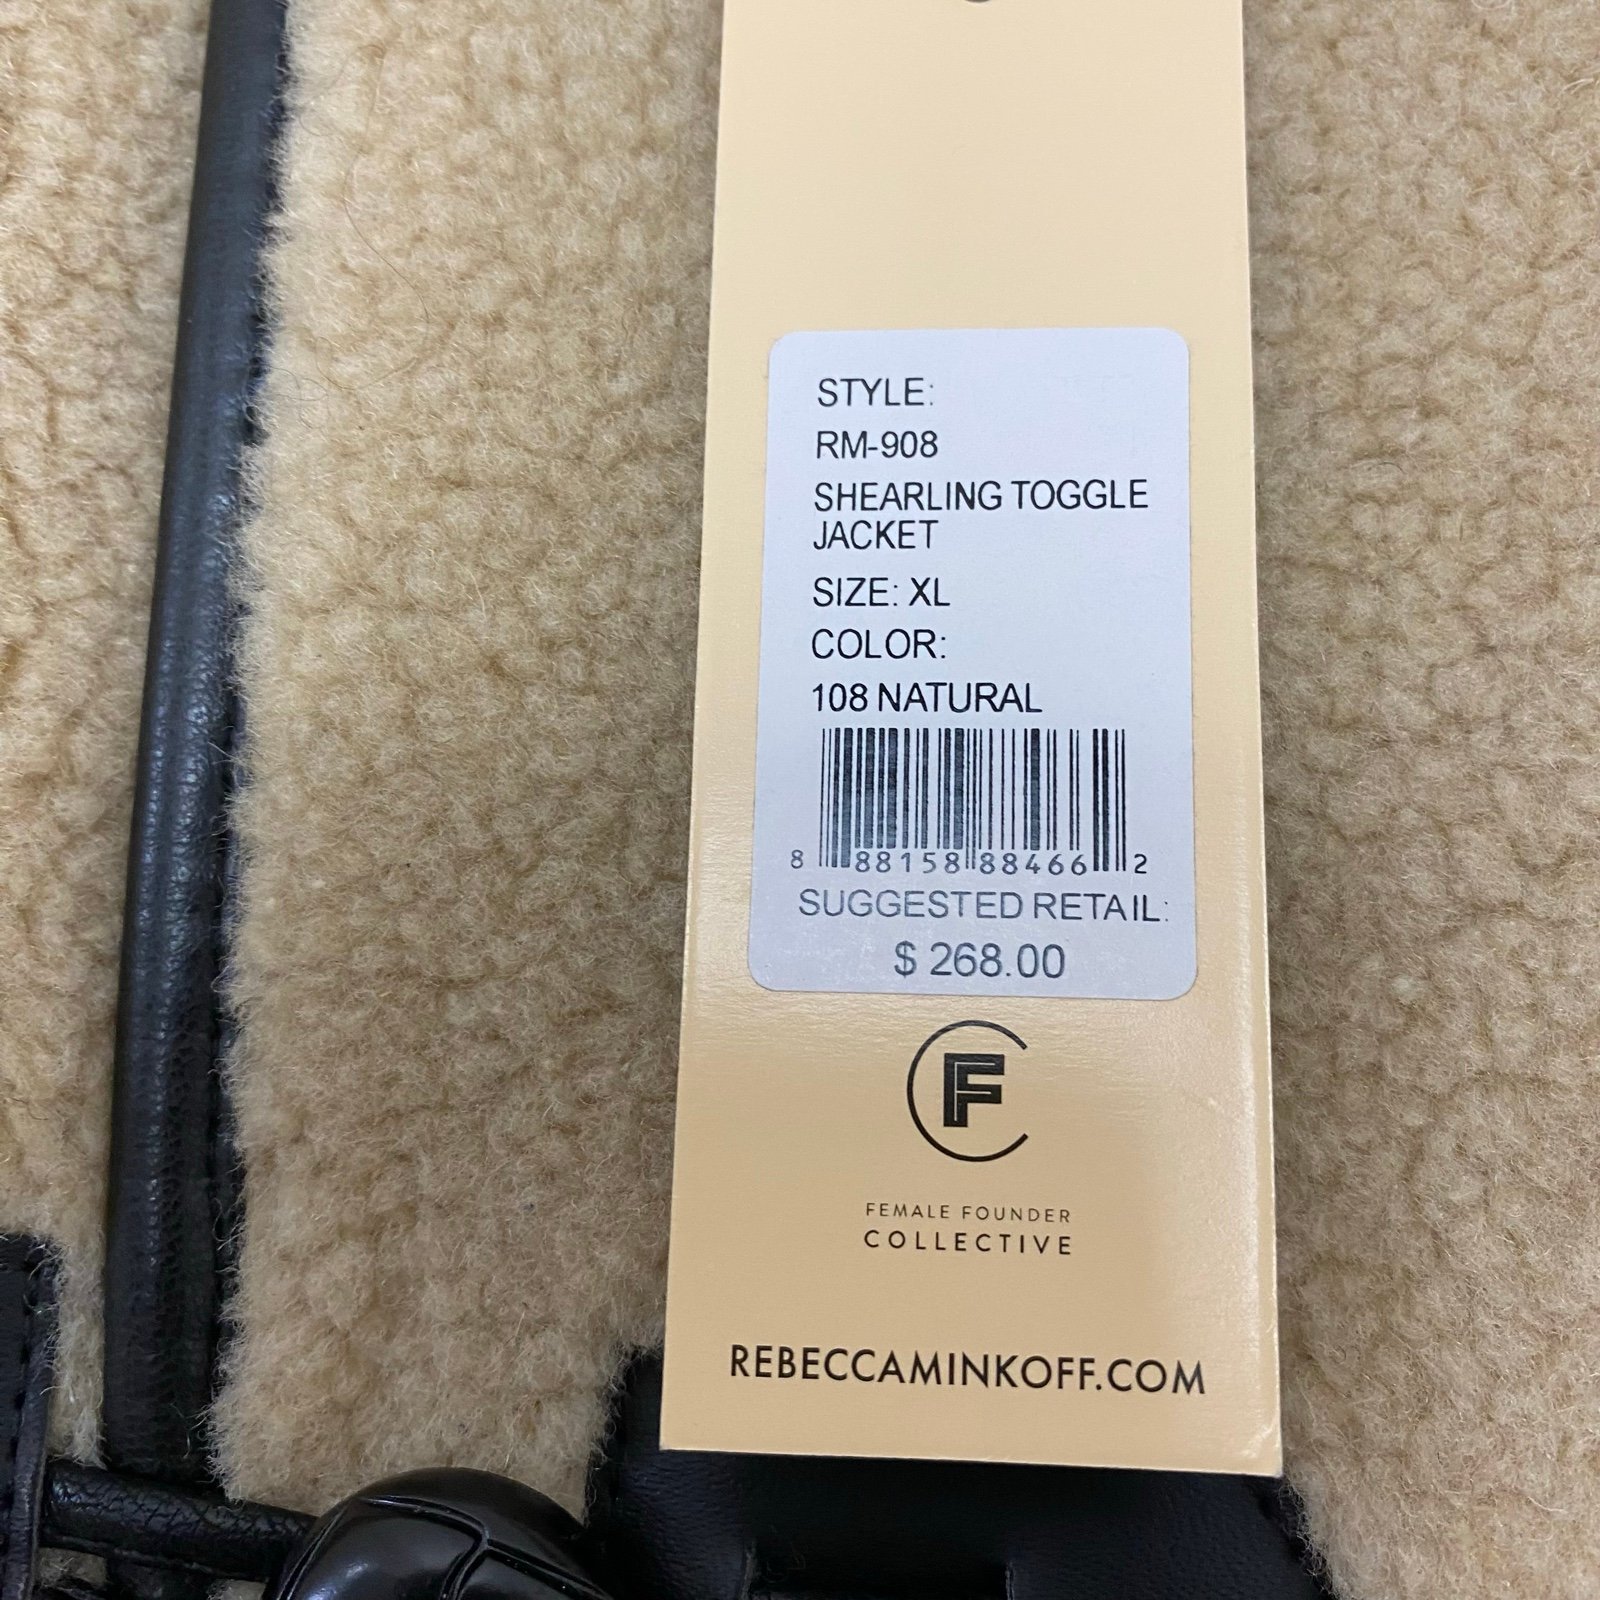 STYLE:
RM-908
SHEARLING TOGGLE
JACKET
SIZE: XL
COLOR:
108 NATURAL
8 88158 88466 2
SUGGESTED RETAIL:
$ 268.00
F
FEMALE FOUNDER
COLLECTIVE
REBECCAMINKOFF.COM